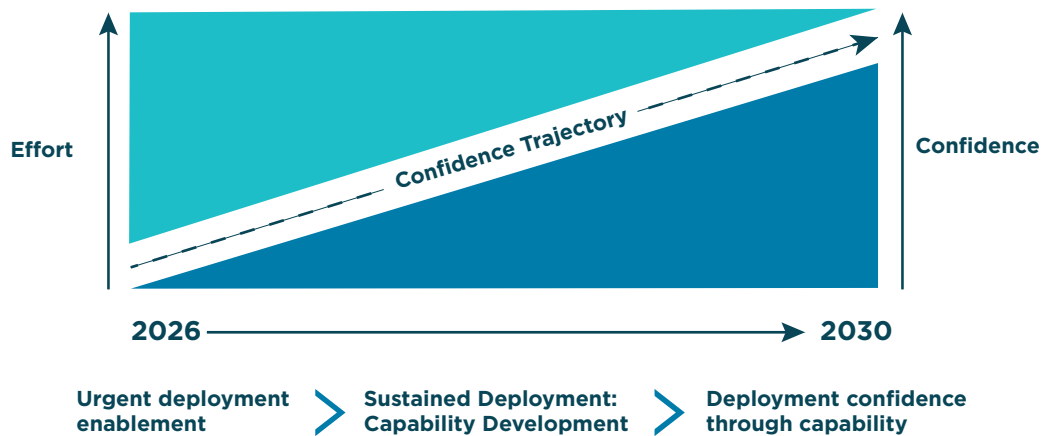 Effort
Confidence Trajectory
Confidence
2026
2030
Urgent deployment
enablement
Sustained Deployment:
Capability Development
Deployment confidence
through capability